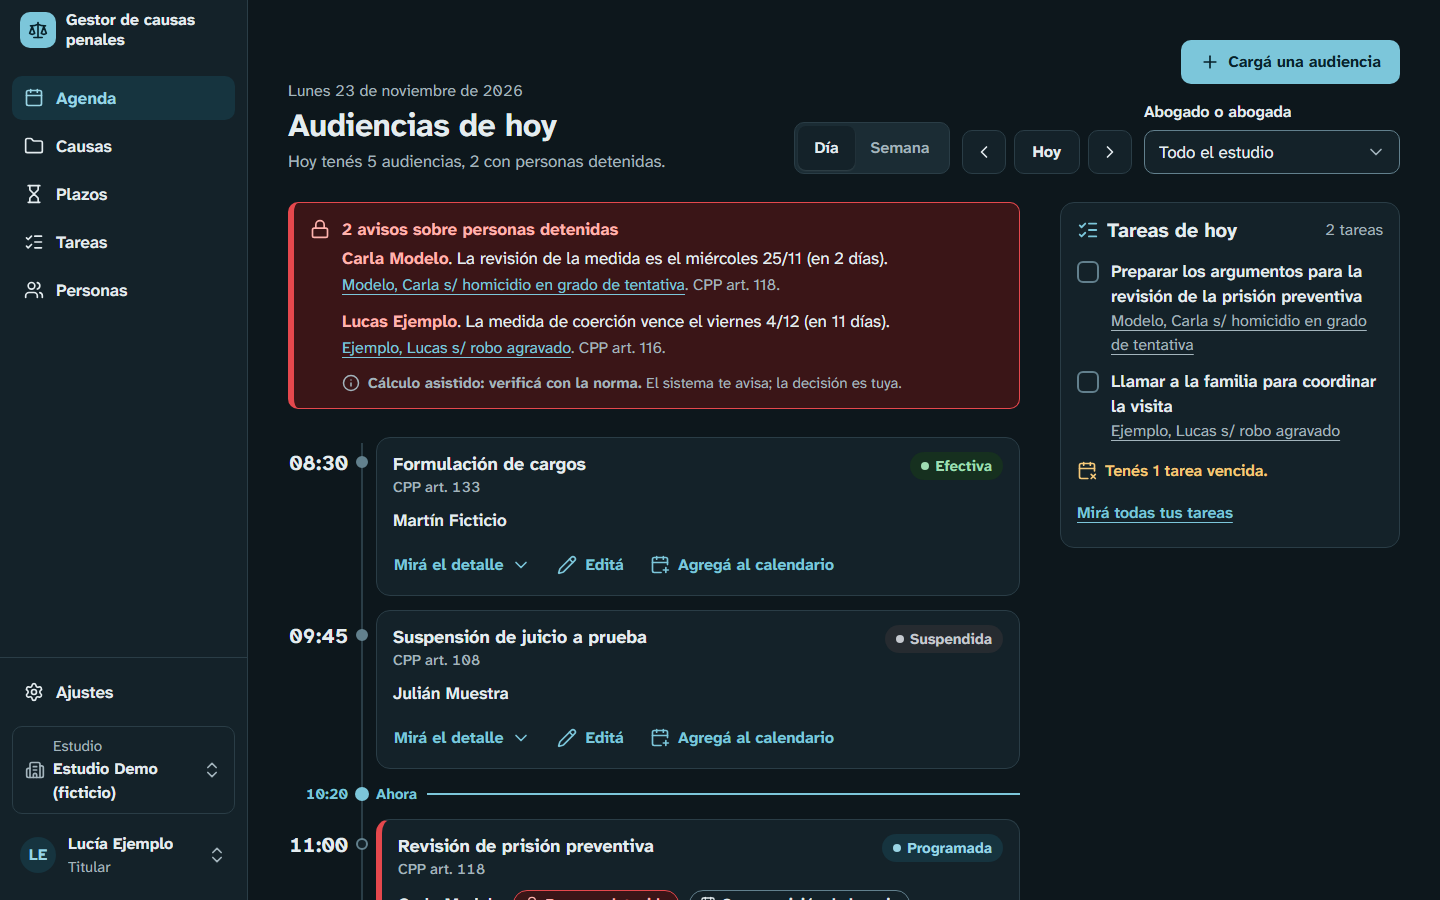 Gestor de causas
penales
Agenda
Causas
Plazos
Tareas
Personas
Ajustes
Estudio
Estudio Demo
(ficticio)
LE
Lucía Ejemplo
Titular
Cargá una audiencia
Lunes 23 de noviembre de 2026
Audiencias de hoy
Hoy tenés 5 audiencias, 2 con personas detenidas.
Día
Semana
Hoy
Abogado o abogada
Todo el estudio
2 avisos sobre personas detenidas
Carla Modelo. La revisión de la medida es el miércoles 25/11 (en 2 días).
Modelo, Carla s/ homicidio en grado de tentativa. CPP art. 118.
Lucas Ejemplo. La medida de coerción vence el viernes 4/12 (en 11 días).
Ejemplo, Lucas s/ robo agravado. CPP art. 116.
Cálculo asistido: verificá con la norma. El sistema te avisa; la decisión es tuya.
08:30
Formulación de cargos
Efectiva
CPP art. 133
Martín Ficticio
Mirá el detalle
Editá
Agregá al calendario
09:45
Suspensión de juicio a prueba
Suspendida
CPP art. 108
Julián Muestra
Mirá el detalle
Editá
Agregá al calendario
10:20
Ahora
11:00
Revisión de prisión preventiva
Programada
CPP art. 118
Tareas de hoy
2 tareas
Preparar los argumentos para la
revisión de la prisión preventiva
Modelo, Carla s/ homicidio en grado
de tentativa
Llamar a la familia para coordinar
la visita
Ejemplo, Lucas s/ robo agravado
Tenés 1 tarea vencida.
Mirá todas tus tareas